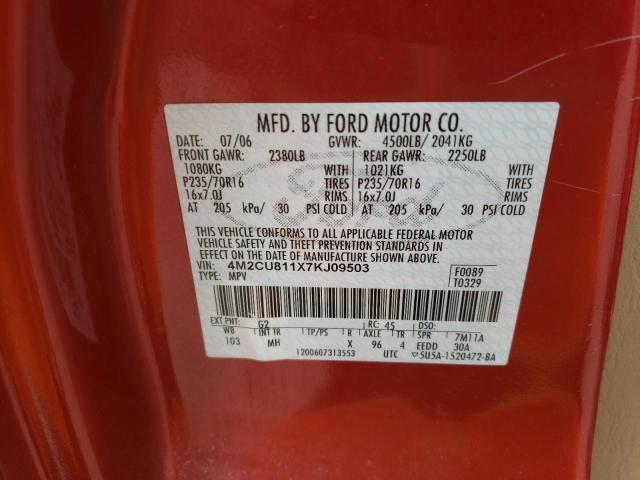 MFD. BY FORD MOTOR CO.
DATE: 07/06 GVWR: 4500LB/ 2041KG
FRONT GAWR: 2380LB REAR GAWR: 2250LB
1080KG WITH 1021KG WITH
P235/70R16 TIRES P235/70R16 TIRES
16x7.0J RIMS 16x7.0J RIMS
AT 205 kPa/ 30 PSI COLD AT 205 kPa/ 30 PSI COLD
THIS VEHICLE CONFORMS TO ALL APPLICABLE FEDERAL MOTOR
VEHICLE SAFETY AND THEFT PREVENTION STANDARDS IN
EFFECT ON THE DATE OF MANUFACTURE SHOWN ABOVE.
VIN: 4M2CU811X7KJ09503 F0089
TYPE: MPV T0329
EXT PNT: G2 RC: 45 DSO:
WB INT TR TP/PS R AXLE TR SPR 7M11A
103 MH X 96 4 EEDD 30A
1200607313553 UTC 5U5A-1520472-BA
Ford